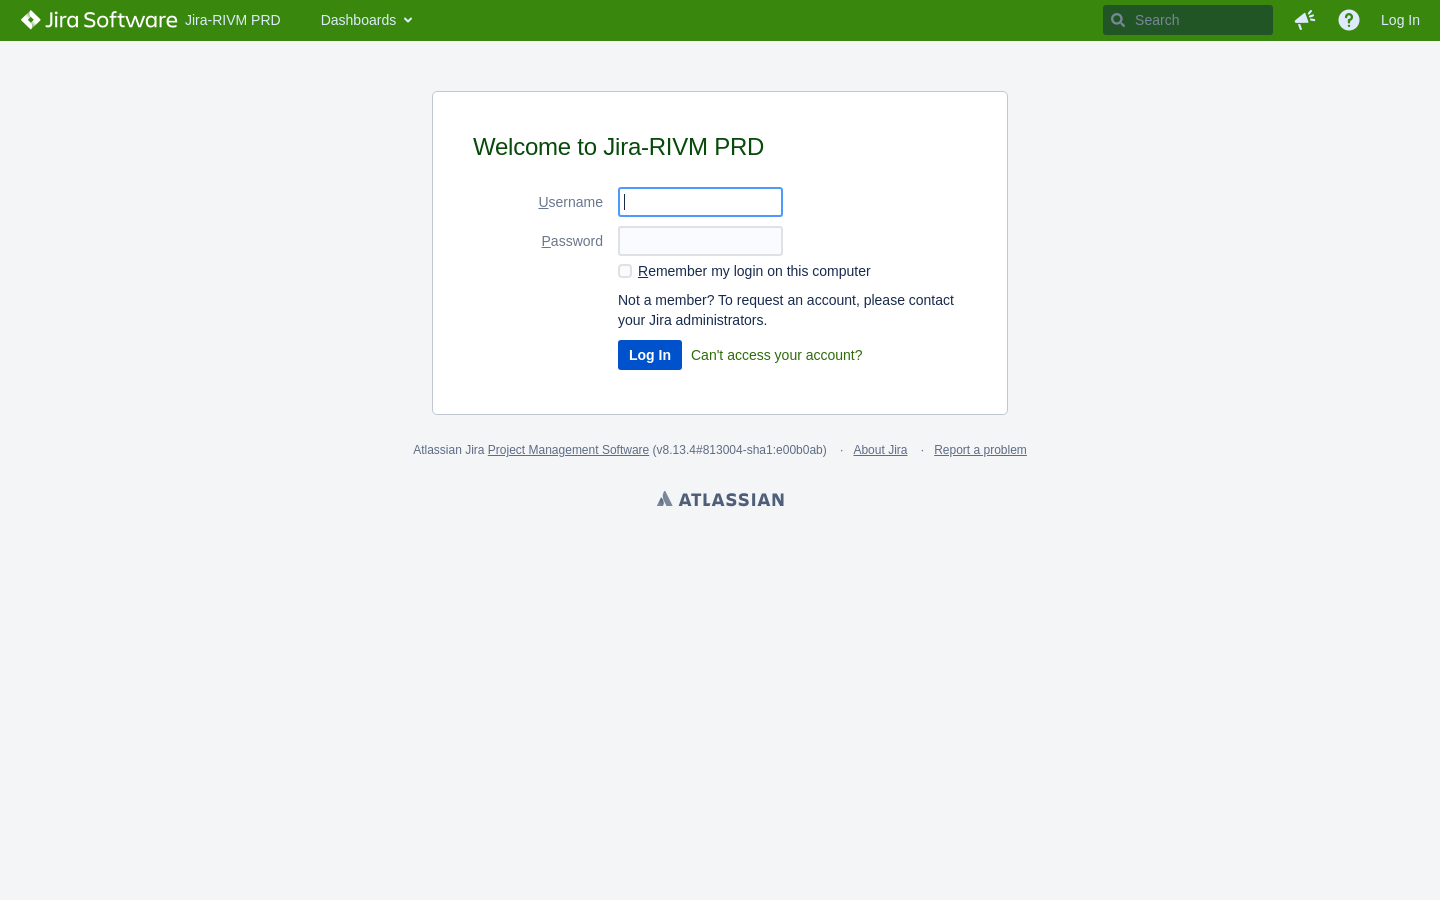 Jira Software Jira-RIVM PRD Dashboards Search Log In
Welcome to Jira-RIVM PRD
Username
Password
Remember my login on this computer
Not a member? To request an account, please contact
your Jira administrators.
Log In Can't access your account?
Atlassian Jira Project Management Software (v8.13.4#813004-sha1:e00b0ab) · About Jira · Report a problem
ATLASSIAN